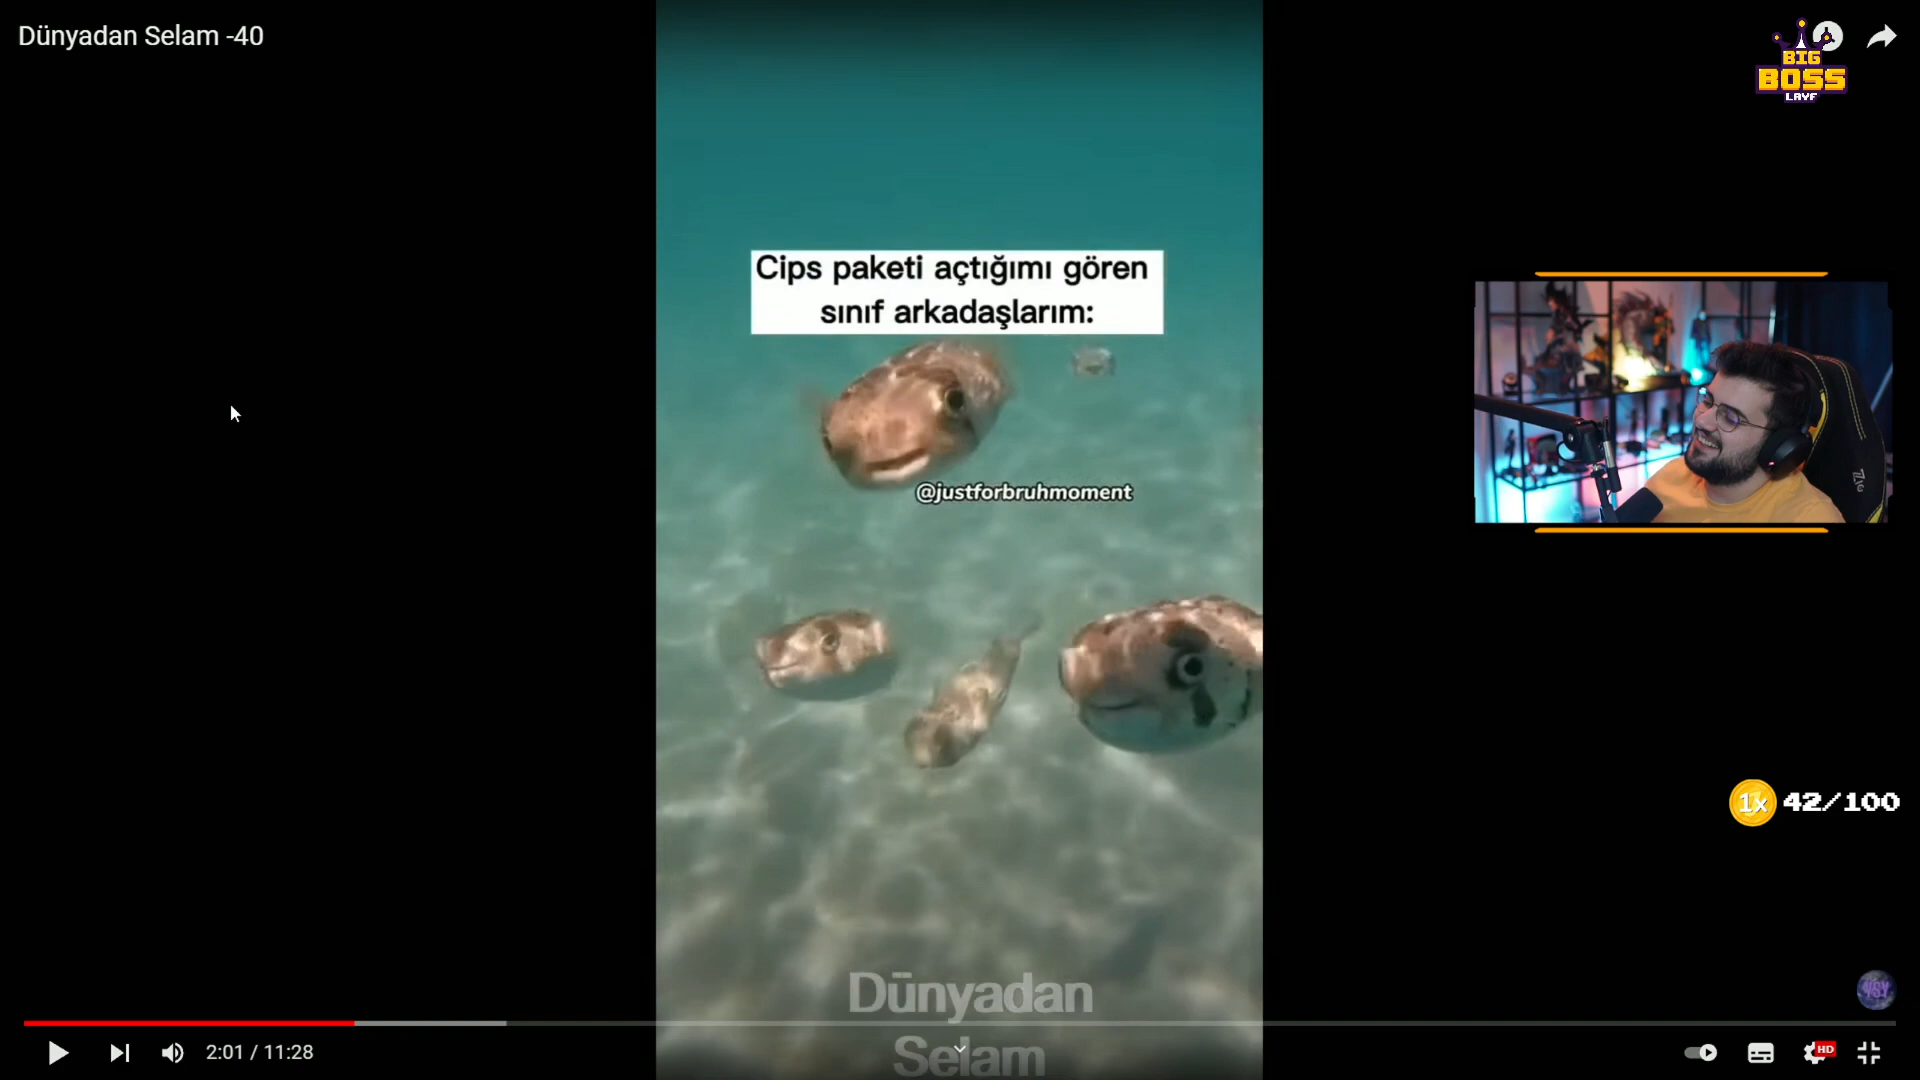 Dünyadan Selam -40
BIG
BOSS
LAYF
Cips paketi açtığımı gören
sınıf arkadaşlarım:
@justforbruhmoment
1x 42/100
Dünyadan
Selam
2:01 / 11:28
HD